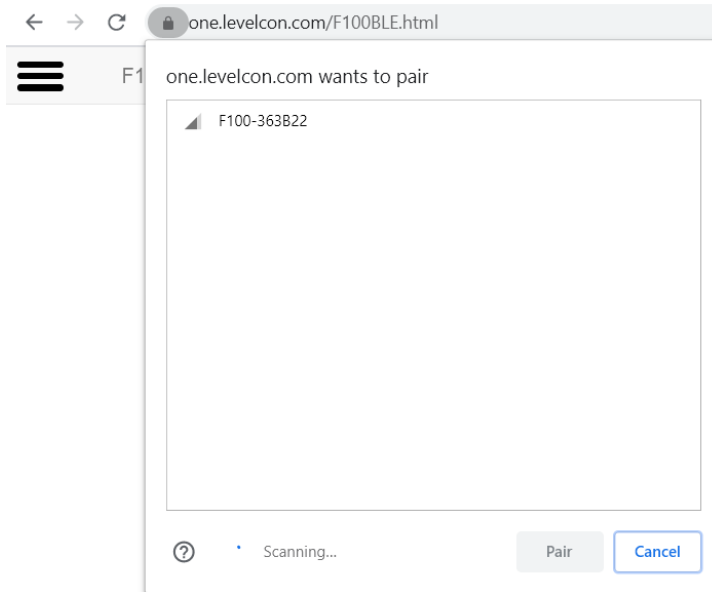 one.levelcon.com/F100BLE.html
F1
one.levelcon.com wants to pair
F100-363B22
Scanning...
Pair
Cancel